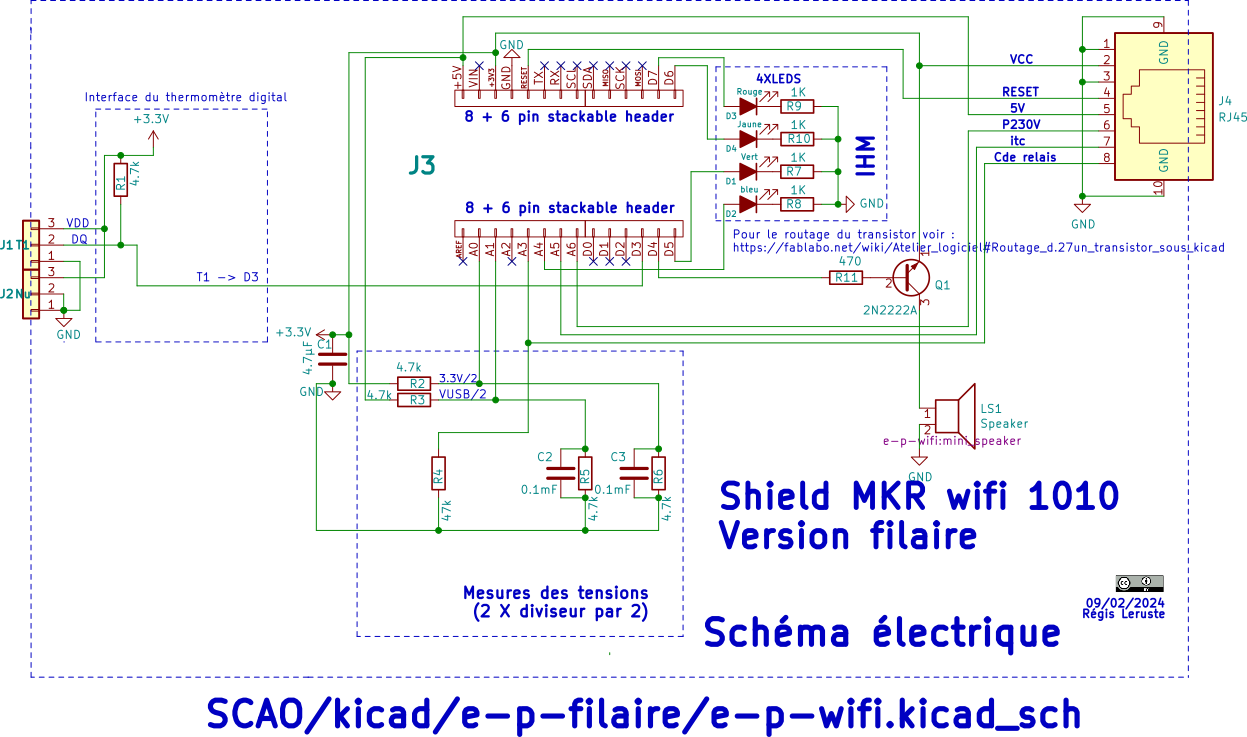 Interface du thermomètre digital
+3.3V
R1
4.7k
J1 T1
3
2
1
VDD
DQ
J2 Nu
3
2
1
GND
T1 -> D3
+5V
VIN
+3V3
GND
RESET
TX
RX
SCL
SDA
MISO
SCK
MOSI
D7
D6
GND
8 + 6 pin stackable header
J3
8 + 6 pin stackable header
AREF
A0
A1
A2
A3
A4
A5
A6
D0
D1
D2
D3
D4
D5
4XLEDS
Rouge
D3
1K
R9
Jaune
D4
1K
R10
Vert
D1
1K
R7
bleu
D2
1K
R8
IHM
GND
VCC
RESET
5V
P230V
itc
Cde relais
1
2
3
4
5
6
7
8
9
GND
GND
10
J4
RJ45
GND
Pour le routage du transistor voir :
https://fablabo.net/wiki/Atelier_logiciel#Routage_d.27un_transistor_sous_kicad
470
R11
1
2
3
Q1
2N2222A
+3.3V
C1
4.7µF
GND
4.7k
R2
3.3V/2
4.7k
R3
VUSB/2
R4
47k
C2
0.1mF
R5
4.7k
C3
0.1mF
R6
4.7k
1
2
LS1
Speaker
e-p-wifi:mini_speaker
GND
Shield MKR wifi 1010
Version filaire
Mesures des tensions
(2 X diviseur par 2)
cc
BY
09/02/2024
Régis Leruste
Schéma électrique
SCAO/kicad/e-p-filaire/e-p-wifi.kicad_sch